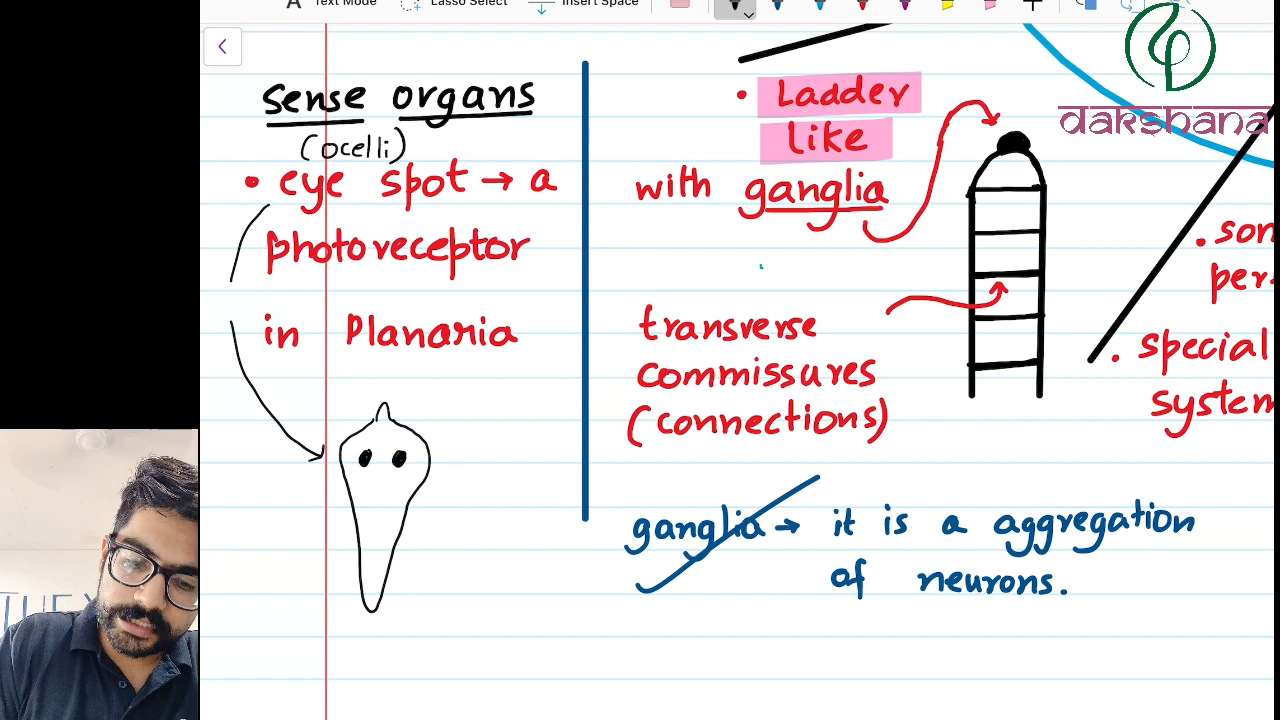 Text Mode
Lasso Select
Insert Space
dakshana
sense organs
(ocelli)
• eye spot → a
photoreceptor
in Planaria
• Ladder
like
with ganglia
transverse
commissures
(connections)
ganglia → it is a aggregation
of neurons.
• special
system